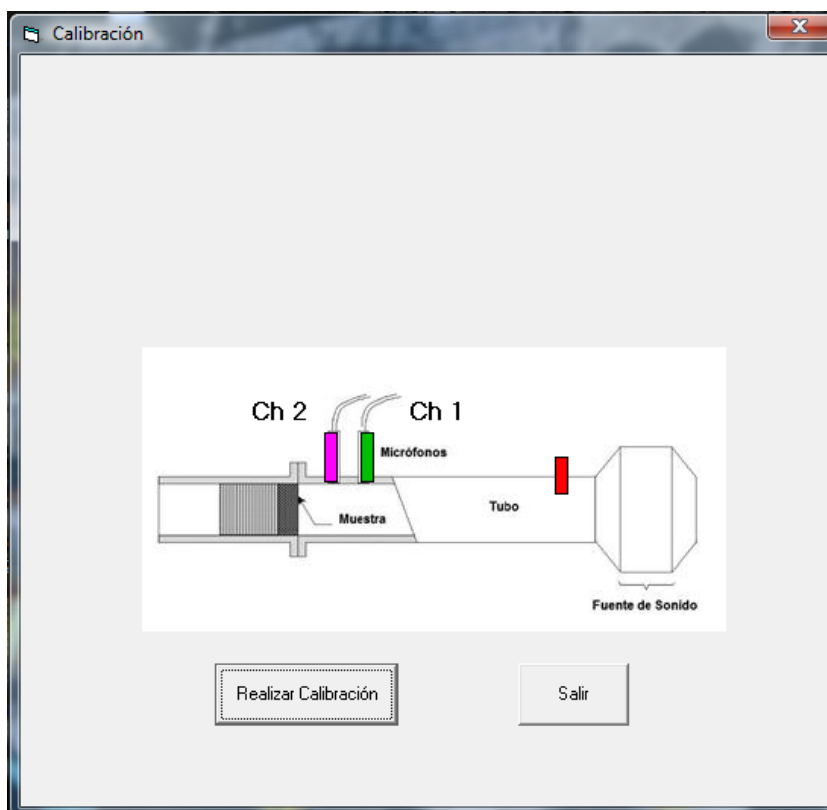 Calibración
Ch 2
Ch 1
Micrófonos
Muestra
Tubo
Fuente de Sonido
Realizar Calibración
Salir